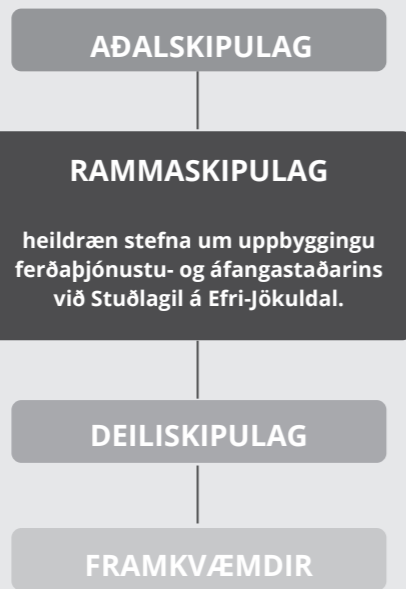 AÐALSKIPULAG
RAMMASKIPULAG
heildræn stefna um uppbyggingu
ferðaþjónustu- og áfangastaðarins
við Stuðlagil á Efri-Jökuldal.
DEILISKIPULAG
FRAMKVÆMDIR